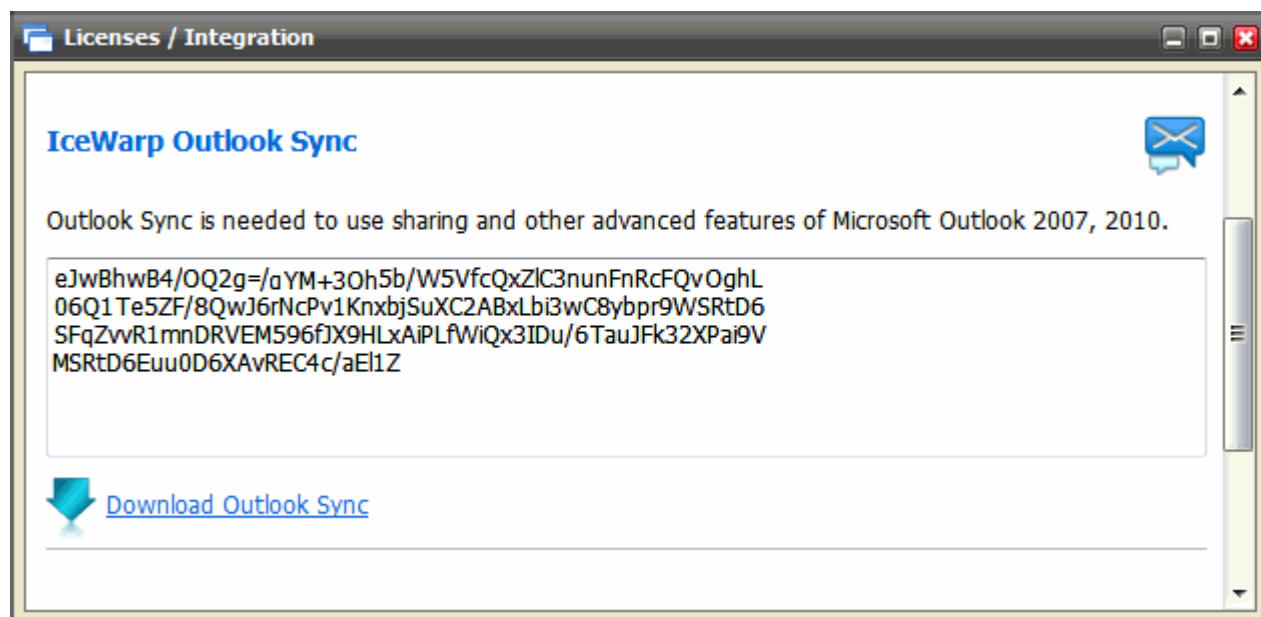 Licenses / Integration
IceWarp Outlook Sync
Outlook Sync is needed to use sharing and other advanced features of Microsoft Outlook 2007, 2010.
eJwBhwB4/OQ2g=/aYM+3Oh5b/W5VfcQxZlC3nunFnRcFQvOghL
06Q1Te5ZF/8QwJ6rNcPv1KnxbjSuXC2ABxLbi3wC8ybpr9WSRtD6
SFqZvvR1mnDRVEM596fJX9HLxAiPLfWiQx3IDu/6TauJFk32XPai9V
MSRtD6Euu0D6XAvREC4c/aEl1Z
Download Outlook Sync